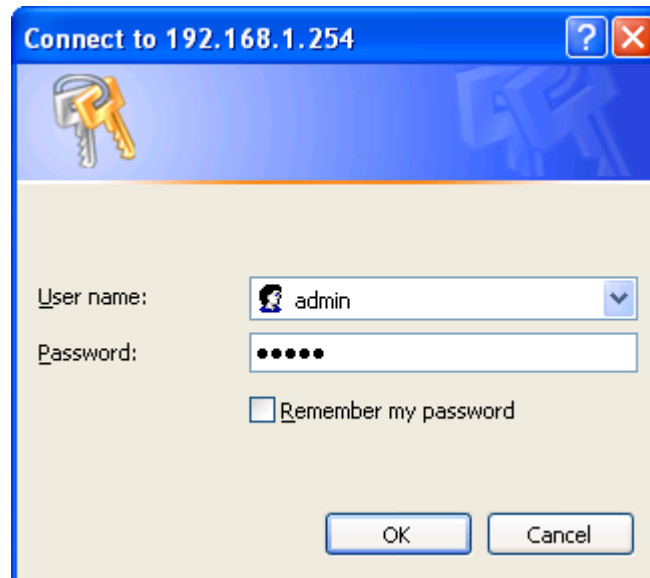 Connect to 192.168.1.254
User name:
admin
Password:
•••••
Remember my password
OK Cancel